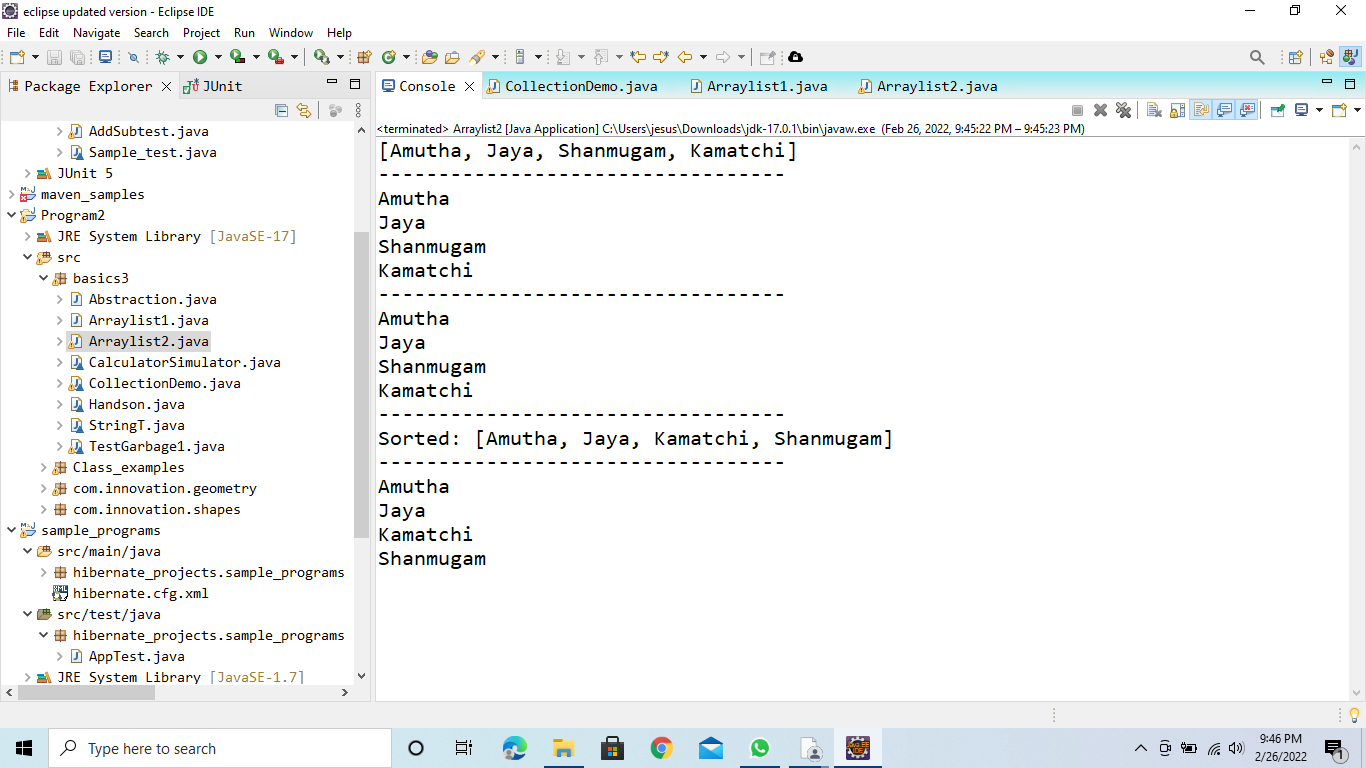 eclipse updated version - Eclipse IDE
File Edit Navigate Search Project Run Window Help
Package Explorer JUnit
AddSubtest.java
Sample_test.java
JUnit 5
maven_samples
Program2
JRE System Library [JavaSE-17]
src
basics3
Abstraction.java
Arraylist1.java
Arraylist2.java
CalculatorSimulator.java
CollectionDemo.java
Handson.java
StringT.java
TestGarbage1.java
Class_examples
com.innovation.geometry
com.innovation.shapes
sample_programs
src/main/java
hibernate_projects.sample_programs
hibernate.cfg.xml
src/test/java
hibernate_projects.sample_programs
AppTest.java
JRE System Library [JavaSE-1.7]
Console CollectionDemo.java Arraylist1.java Arraylist2.java
<terminated> Arraylist2 [Java Application] C:\Users\jesus\Downloads\jdk-17.0.1\bin\javaw.exe (Feb 26, 2022, 9:45:22 PM – 9:45:23 PM)
[Amutha, Jaya, Shanmugam, Kamatchi]
----------------------------------
Amutha
Jaya
Shanmugam
Kamatchi
----------------------------------
Amutha
Jaya
Shanmugam
Kamatchi
----------------------------------
Sorted: [Amutha, Jaya, Kamatchi, Shanmugam]
----------------------------------
Amutha
Jaya
Kamatchi
Shanmugam
Type here to search
9:46 PM
2/26/2022
1